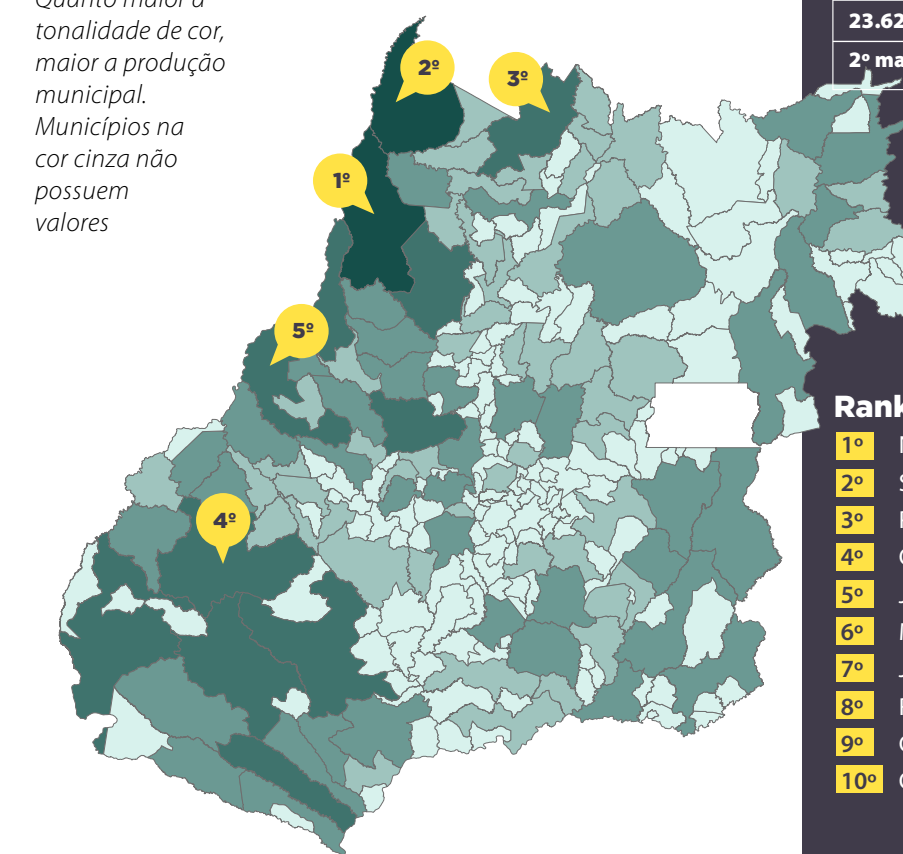 Quanto maior a
tonalidade de cor,
maior a produção
municipal.
Municípios na
cor cinza não
possuem
valores
2º
3º
1º
5º
4º
23.62
2º ma
Rank
1º
2º
3º
4º
5º
6º
7º
8º
9º
10º